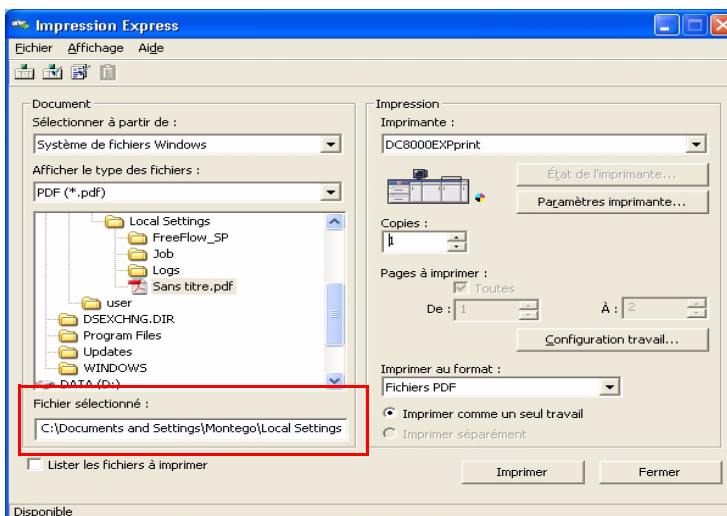 Impression Express
Fichier Affichage Aide
Document
Sélectionner à partir de :
Système de fichiers Windows
Afficher le type des fichiers :
PDF (*.pdf)
Local Settings
FreeFlow_SP
Job
Logs
Sans titre.pdf
user
DSEXCHNG.DIR
Program Files
Updates
WINDOWS
DATA (D:)
Fichier sélectionné :
C:\Documents and Settings\Montego\Local Settings
Lister les fichiers à imprimer
Impression
Imprimante :
DC8000EXPprint
État de l'imprimante...
Paramètres imprimante...
Copies :
1
Pages à imprimer :
Toutes
De : 1
À : 2
Configuration travail...
Imprimer au format :
Fichiers PDF
Imprimer comme un seul travail
Imprimer séparément
Imprimer Fermer
Disponible